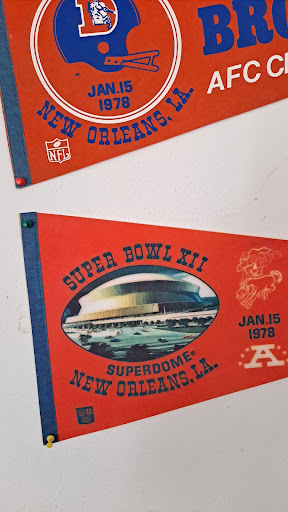 D
BRO
AFC C
JAN.15
1978
NEW ORLEANS, LA.
NFL
SUPER BOWL XII
SUPERDOME®
NEW ORLEANS, LA.
JAN.15
1978
A